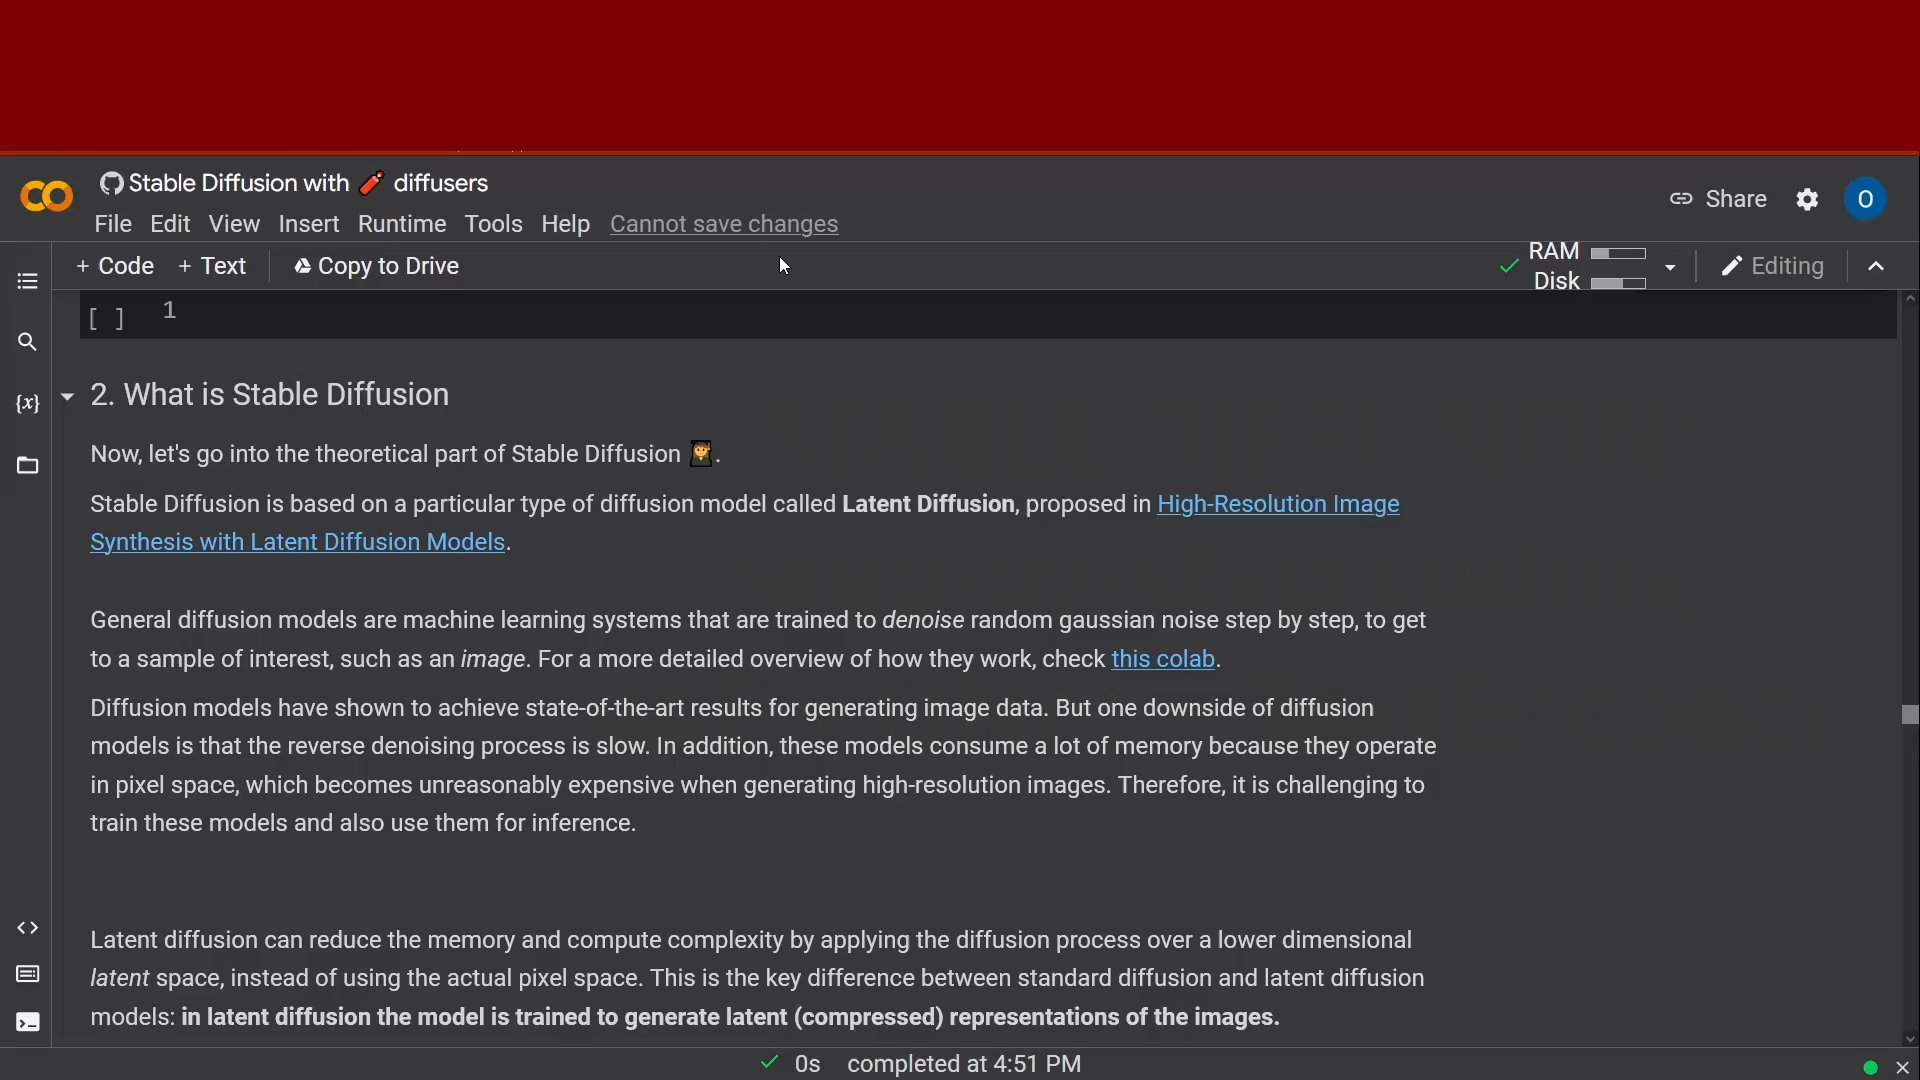 Stable Diffusion with 🧨 diffusers
File Edit View Insert Runtime Tools Help Cannot save changes
Share
O
+ Code + Text Copy to Drive
RAM
Disk
Editing
[ ] 1
{x}
2. What is Stable Diffusion
Now, let's go into the theoretical part of Stable Diffusion 👩‍🎓.
Stable Diffusion is based on a particular type of diffusion model called Latent Diffusion, proposed in High-Resolution Image
Synthesis with Latent Diffusion Models.
General diffusion models are machine learning systems that are trained to denoise random gaussian noise step by step, to get
to a sample of interest, such as an image. For a more detailed overview of how they work, check this colab.
Diffusion models have shown to achieve state-of-the-art results for generating image data. But one downside of diffusion
models is that the reverse denoising process is slow. In addition, these models consume a lot of memory because they operate
in pixel space, which becomes unreasonably expensive when generating high-resolution images. Therefore, it is challenging to
train these models and also use them for inference.
Latent diffusion can reduce the memory and compute complexity by applying the diffusion process over a lower dimensional
latent space, instead of using the actual pixel space. This is the key difference between standard diffusion and latent diffusion
models: in latent diffusion the model is trained to generate latent (compressed) representations of the images.
0s completed at 4:51 PM